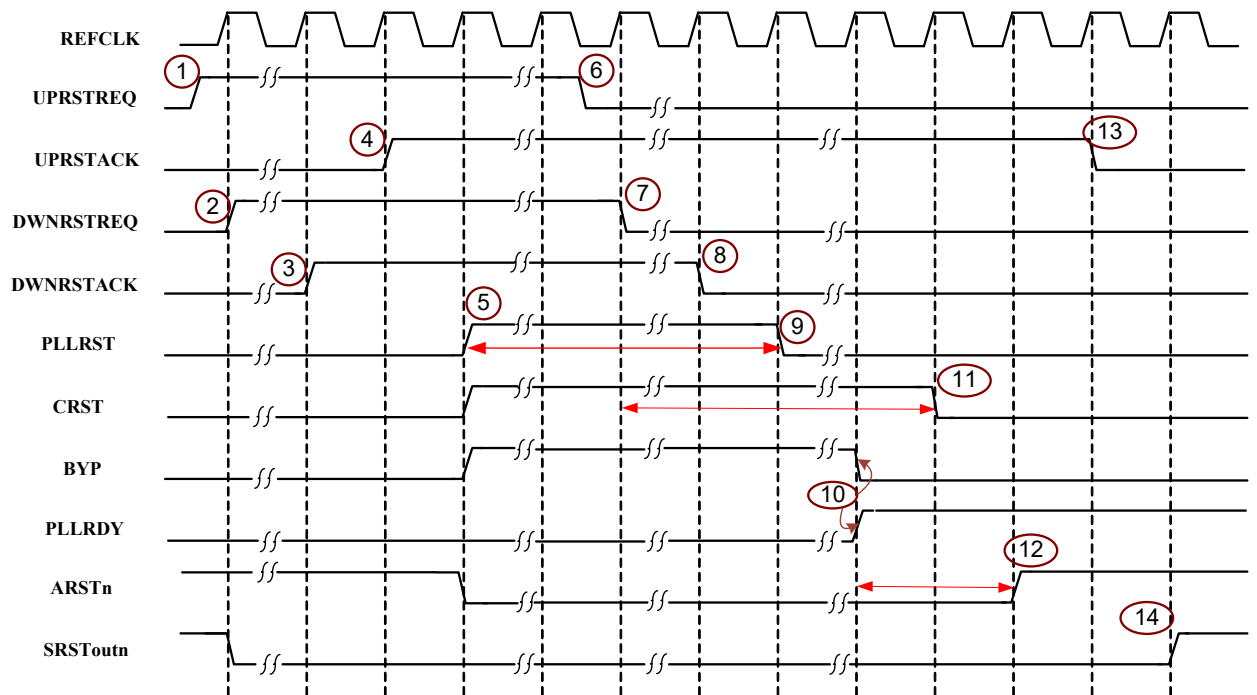 REFCLK
1
6
UPRSTREQ
4
13
UPRSTACK
2
7
DWNRSTREQ
3
8
DWNRSTACK
5
9
PLLRST
11
CRST
BYP
10
PLLRDY
12
ARSTn
14
SRSToutn